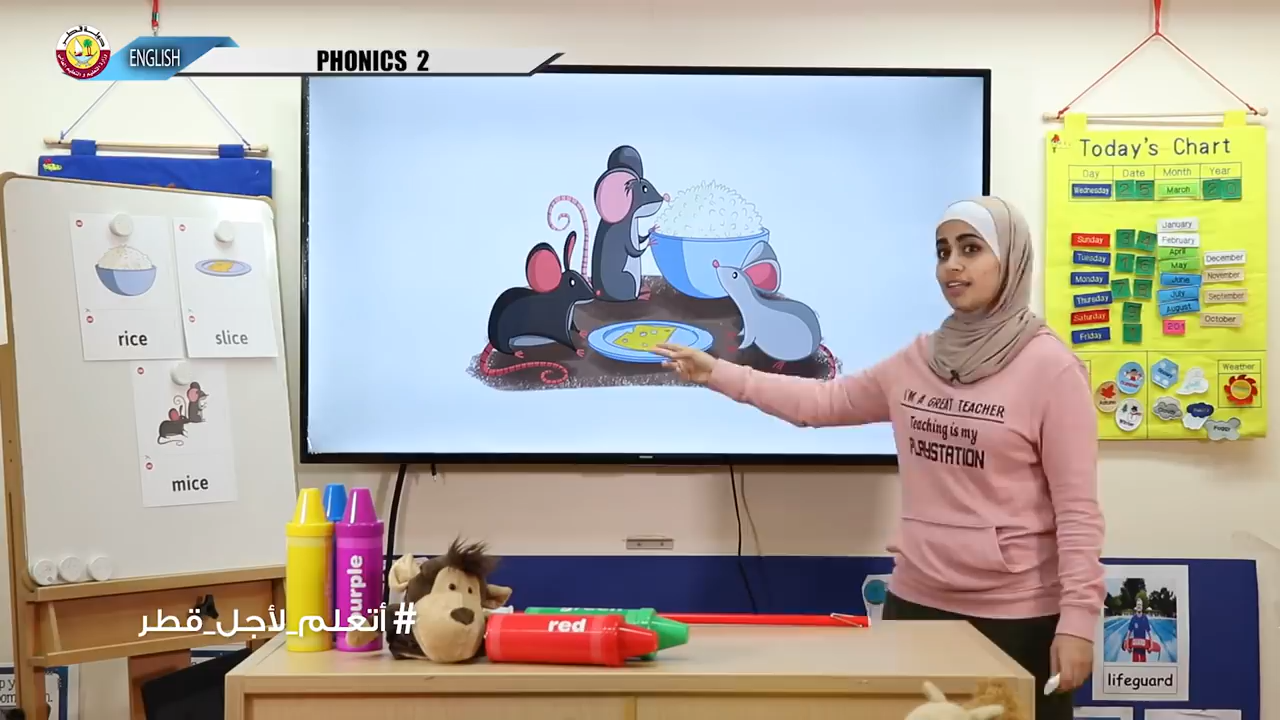 ENGLISH
PHONICS 2
rice
slice
mice
Today's Chart
Day
Date
Month
Year
Wednesday
March
January
February
April
May
June
July
August
December
November
September
October
Sunday
Tuesday
Monday
Thursday
Saturday
Friday
Weather
I'M A GREAT TEACHER
Teaching is my
PLAYSTATION
purple
green
red
lifeguard
#أتعلم_لأجل_قطر